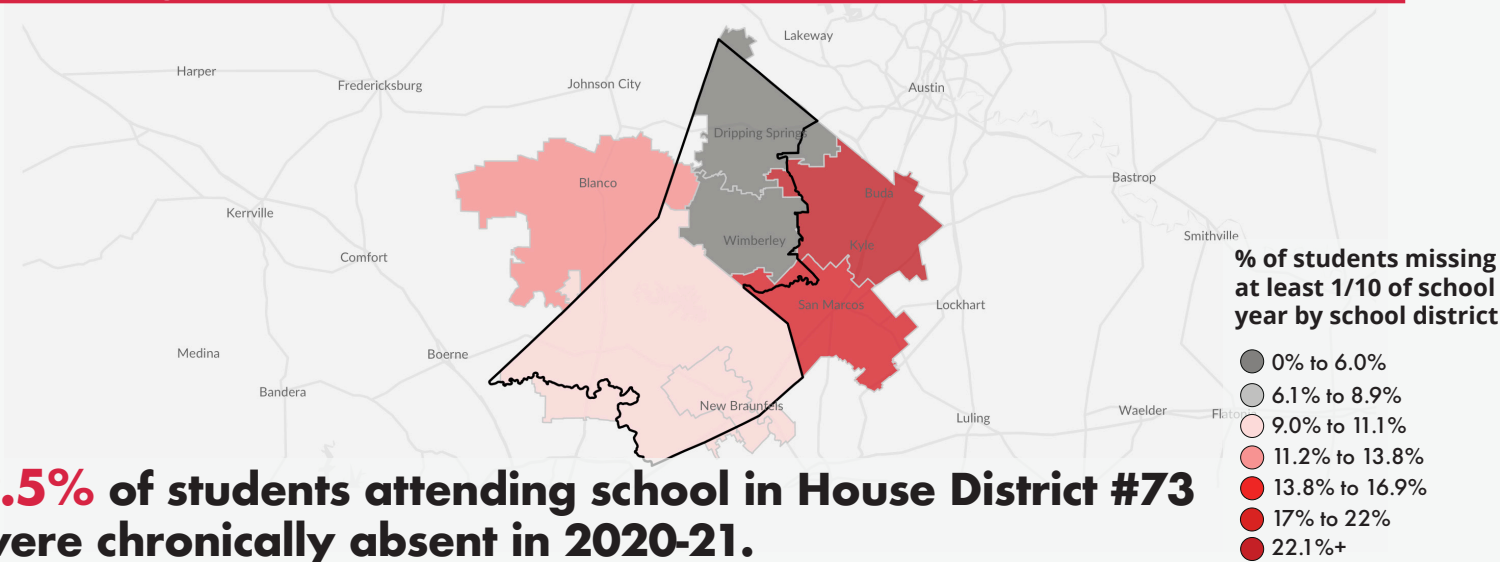 Lakeway
Harper
Fredericksburg
Johnson City
Austin
Dripping Springs
Bastrop
Blanco
Buda
Kerrville
Smithville
Wimberley
Kyle
Comfort
% of students missing
at least 1/10 of school
year by school district
San Marcos
Lockhart
Medina
Boerne
0% to 6.0%
Bandera
6.1% to 8.9%
New Braunfels
Luling
Waelder
Flaton
9.0% to 11.1%
11.2% to 13.8%
13.8% to 16.9%
17% to 22%
22.1%+
.5% of students attending school in House District #73
were chronically absent in 2020-21.